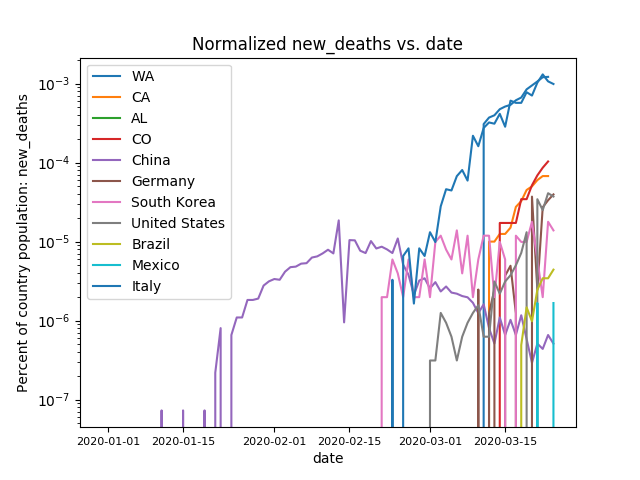 Normalized new_deaths vs. date
Percent of country population: new_deaths
10⁻³
10⁻⁴
10⁻⁵
10⁻⁶
10⁻⁷
WA
CA
AL
CO
China
Germany
South Korea
United States
Brazil
Mexico
Italy
2020-01-01
2020-01-15
2020-02-01
2020-02-15
2020-03-01
2020-03-15
date